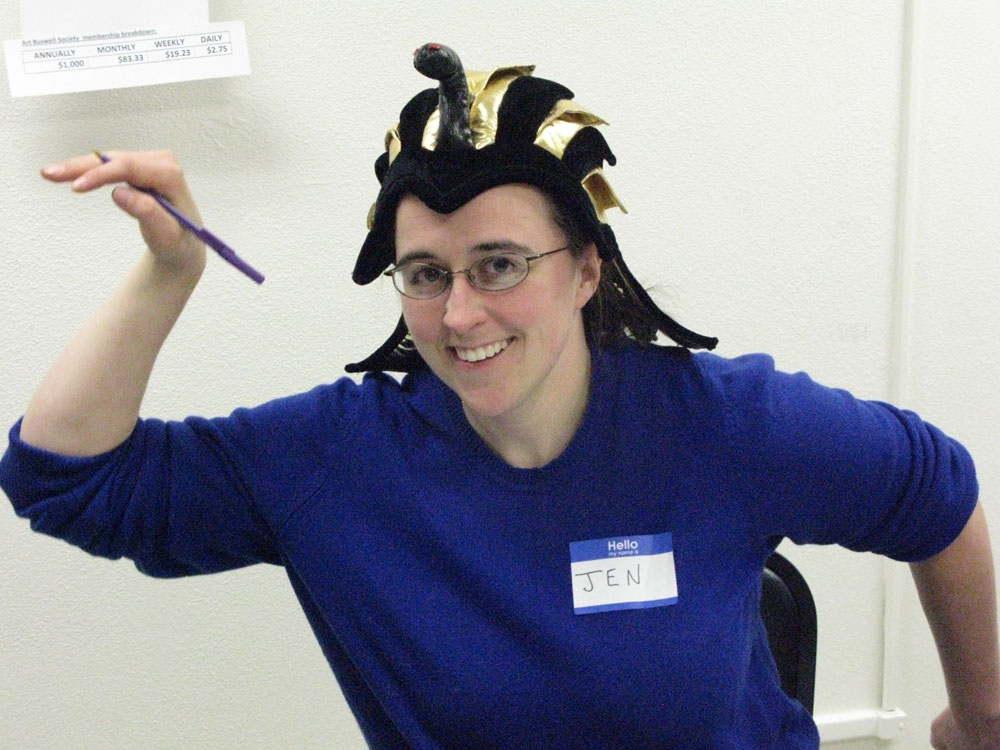 Art Buswell Society membership breakdown:
ANNUALLY MONTHLY WEEKLY DAILY
$1,000 $83.33 $19.23 $2.75
Hello
my name is
JEN